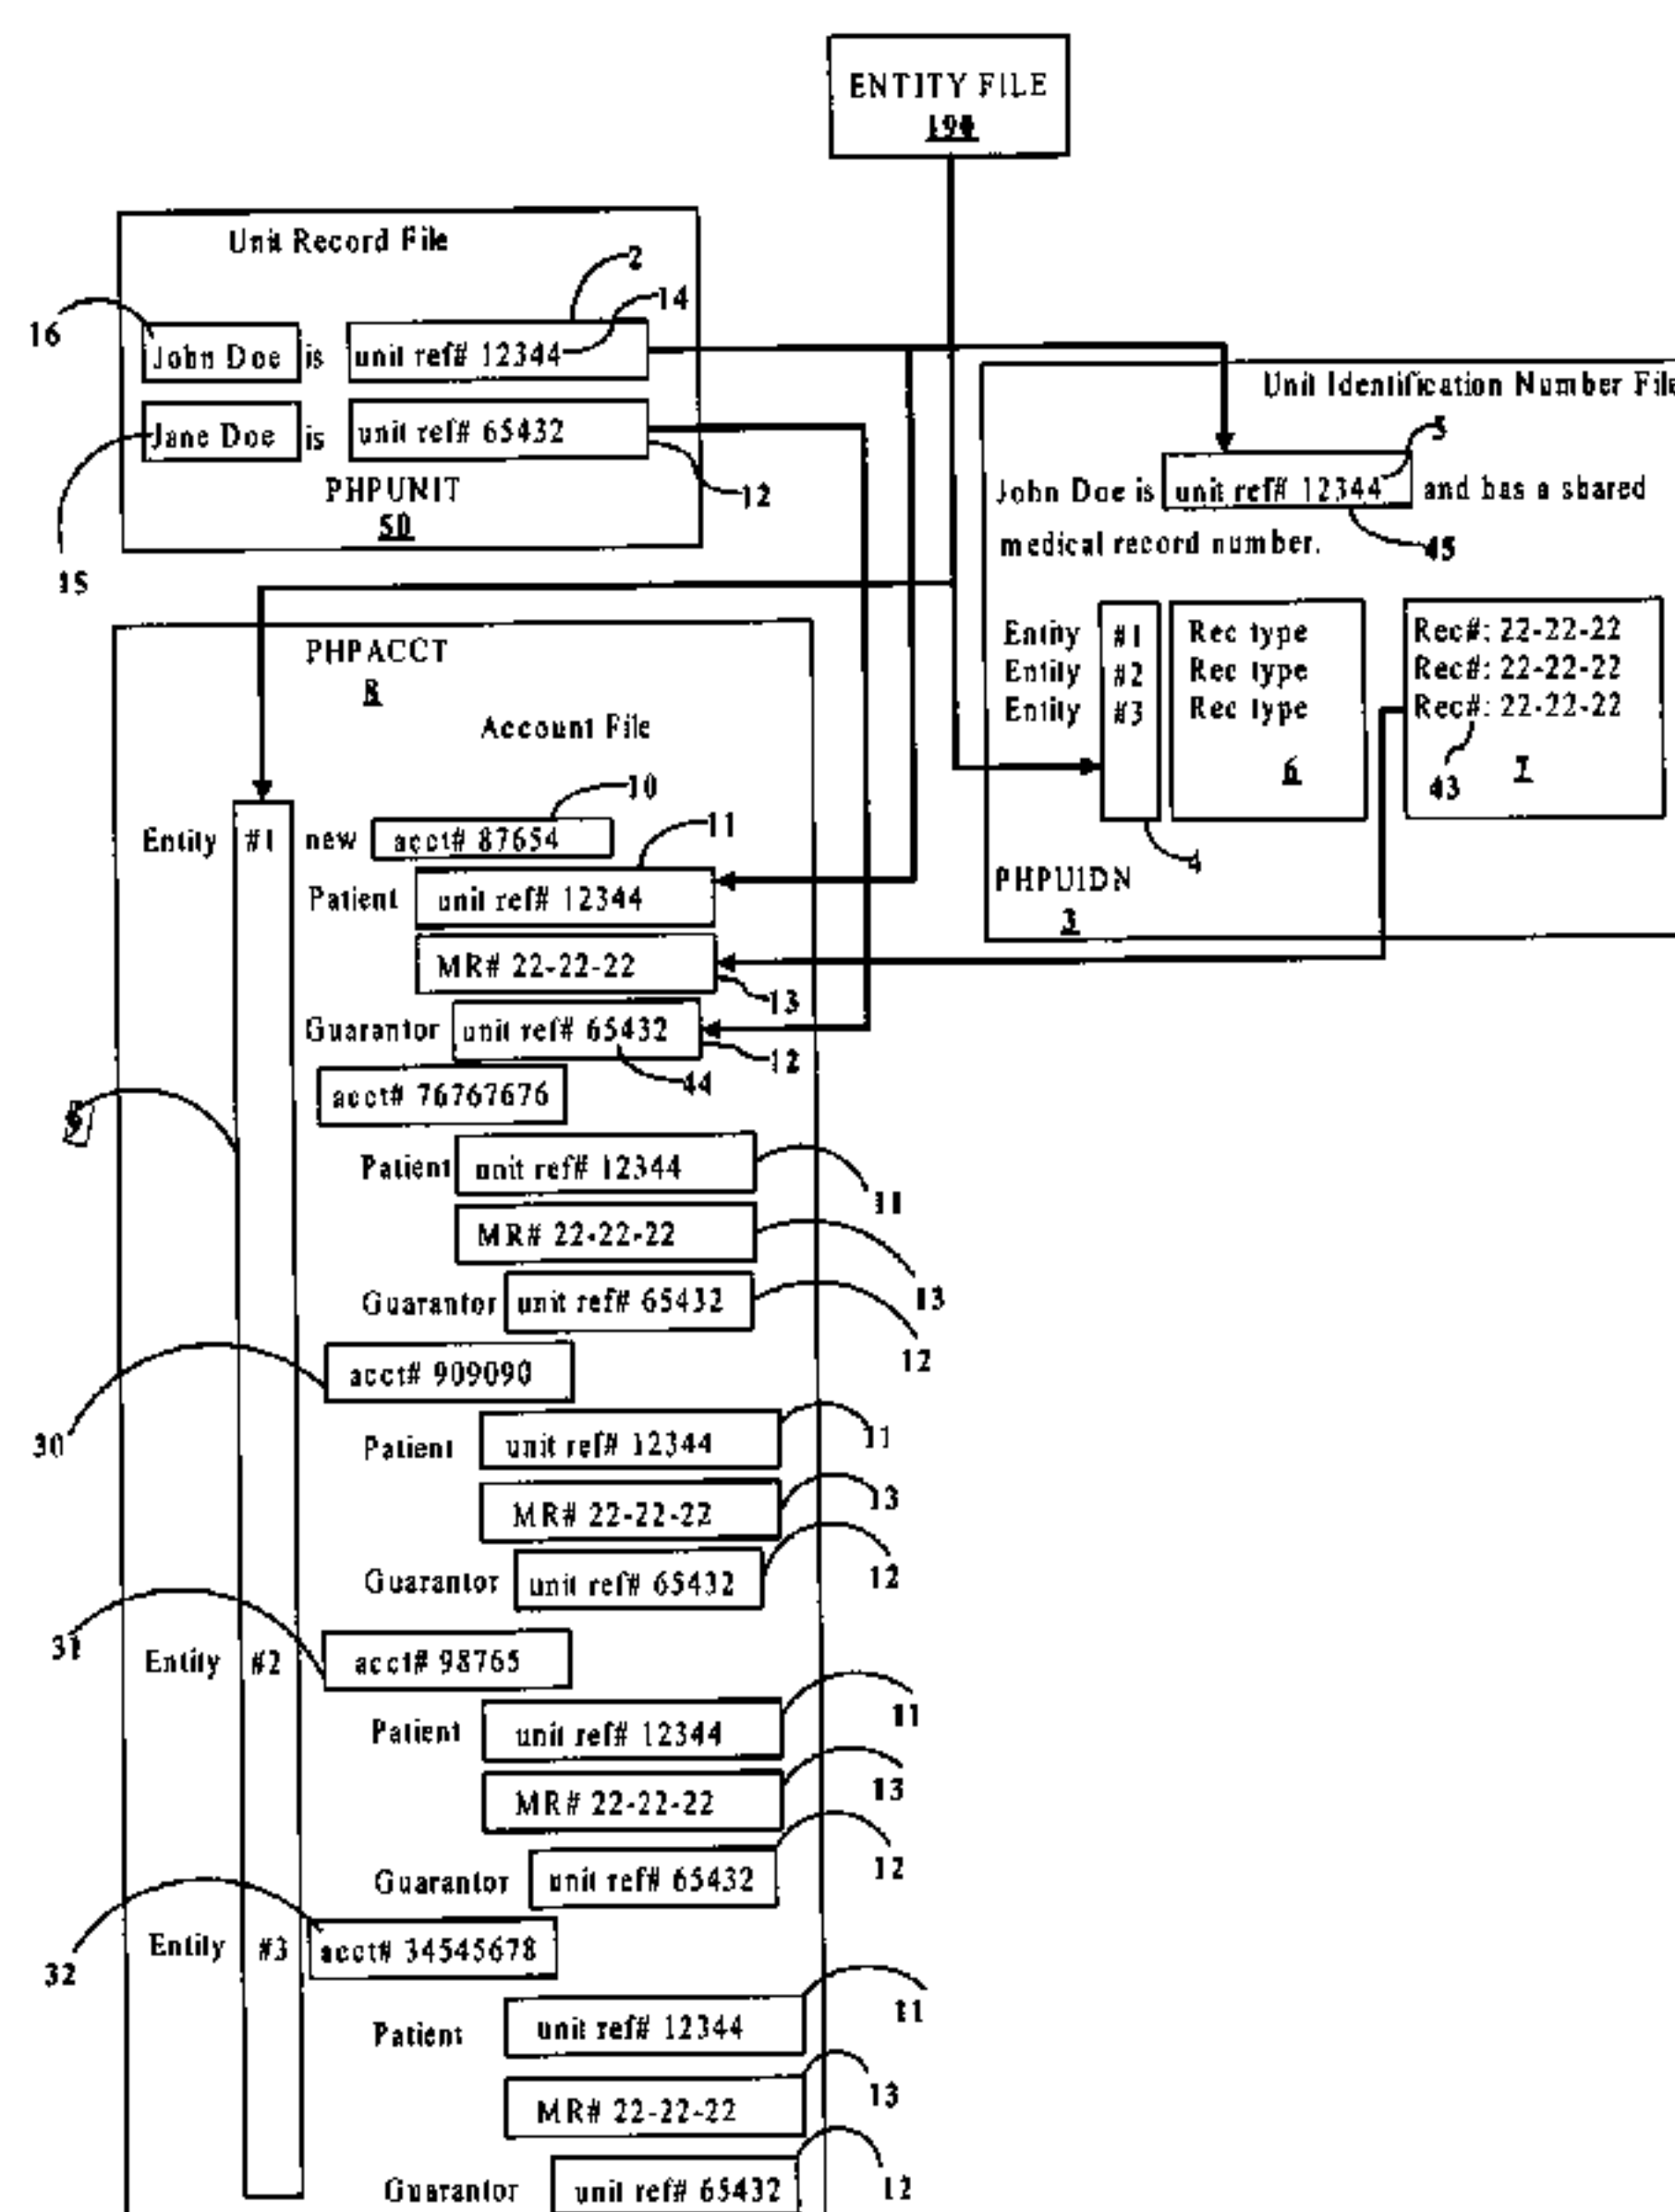 ENTITY FILE
190
Unit Record File
2
14
16
John Doe is unit ref# 12344
Jane Doe is unit ref# 65432
PHPUNIT
50
12
15
Unit Identification Number File
5
John Doe is unit ref# 12344 and has a shared
medical record number.
45
Entity #1 Rec type Rec#: 22-22-22
Entity #2 Rec type Rec#: 22-22-22
Entity #3 Rec type Rec#: 22-22-22
6
43
7
4
PHPUIDN
3
PHPACCT
8
Account File
10
Entity #1 new acct# 87654
11
Patient unit ref# 12344
MR# 22-22-22
13
Guarantor unit ref# 65432
12
44
acct# 76767676
9
Patient unit ref# 12344
11
MR# 22-22-22
13
Guarantor unit ref# 65432
12
acct# 909090
30
Patient unit ref# 12344
11
MR# 22-22-22
13
Guarantor unit ref# 65432
12
31
Entity #2 acct# 98765
Patient unit ref# 12344
11
MR# 22-22-22
13
Guarantor unit ref# 65432
12
Entity #3 acct# 34545678
32
Patient unit ref# 12344
11
MR# 22-22-22
13
Guarantor unit ref# 65432
12